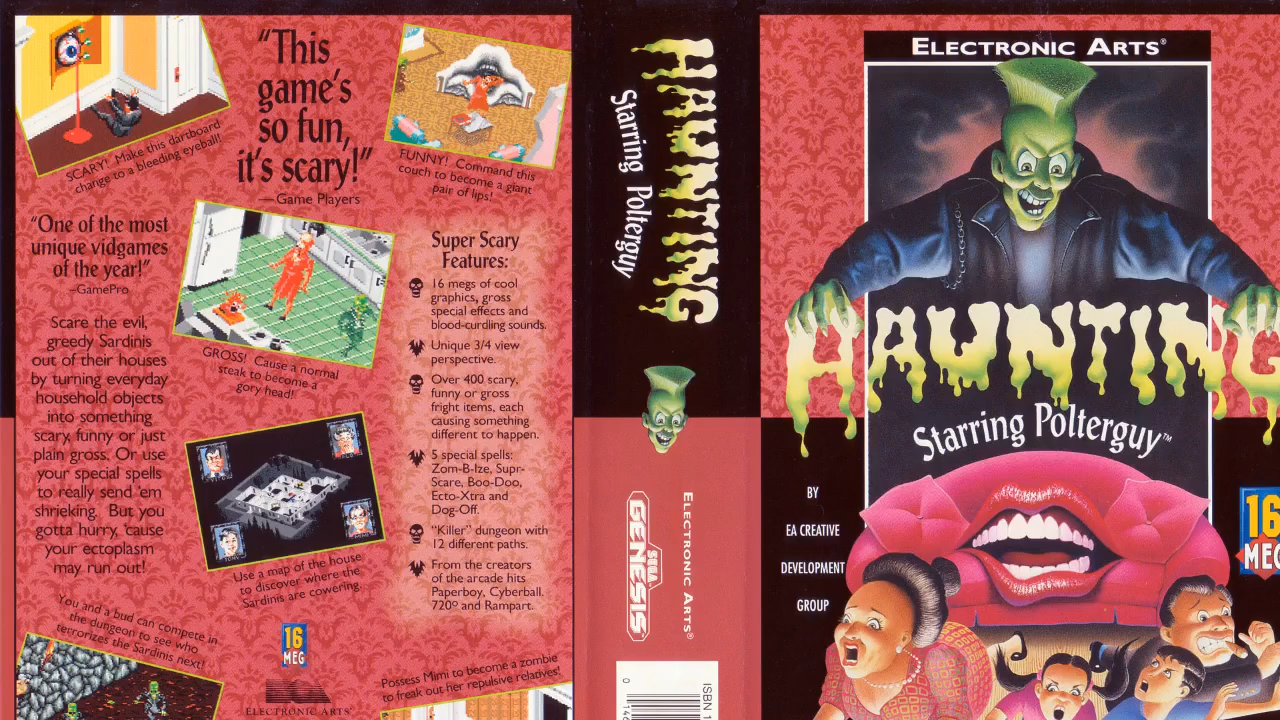 SCARY! Make this dartboard
change to a bleeding eyeball!
“This
game's
so fun,
it's scary!”
—Game Players
FUNNY! Command this
couch to become a giant
pair of lips!
“One of the most
unique vidgames
of the year!”
–GamePro
Scare the evil,
greedy Sardinis
out of their houses
by turning everyday
household objects
into something
scary, funny or just
plain gross. Or use
your special spells
to really send 'em
shrieking. But you
gotta hurry, 'cause
your ectoplasm
may run out!
GROSS! Cause a normal
steak to become a
gory head!
Use a map of the house
to discover where the
Sardinis are cowering.
You and a bud can compete in
the dungeon to see who
terrorizes the Sardinis next!
16
MEG
ELECTRONIC ARTS®
Super Scary
Features:
16 megs of cool
graphics, gross
special effects and
blood-curdling sounds.
Unique 3/4 view
perspective.
Over 400 scary,
funny or gross
fright items, each
causing something
different to happen.
5 special spells:
Zom-B-Ize, Supr-
Scare, Boo-Doo,
Ecto-Xtra and
Dog-Off.
"Killer" dungeon with
12 different paths.
From the creators
of the arcade hits
Paperboy, Cyberball.
720° and Rampart.
Possess Mimi to become a zombie
to freak out her repulsive relatives!
HAUNTING
Starring Polterguy
ELECTRONIC ARTS®
SEGA
GENESIS
ISBN 1
ELECTRONIC ARTS®
HAUNTING
Starring Polterguy™
BY
EA CREATIVE
DEVELOPMENT
GROUP
16
MEG